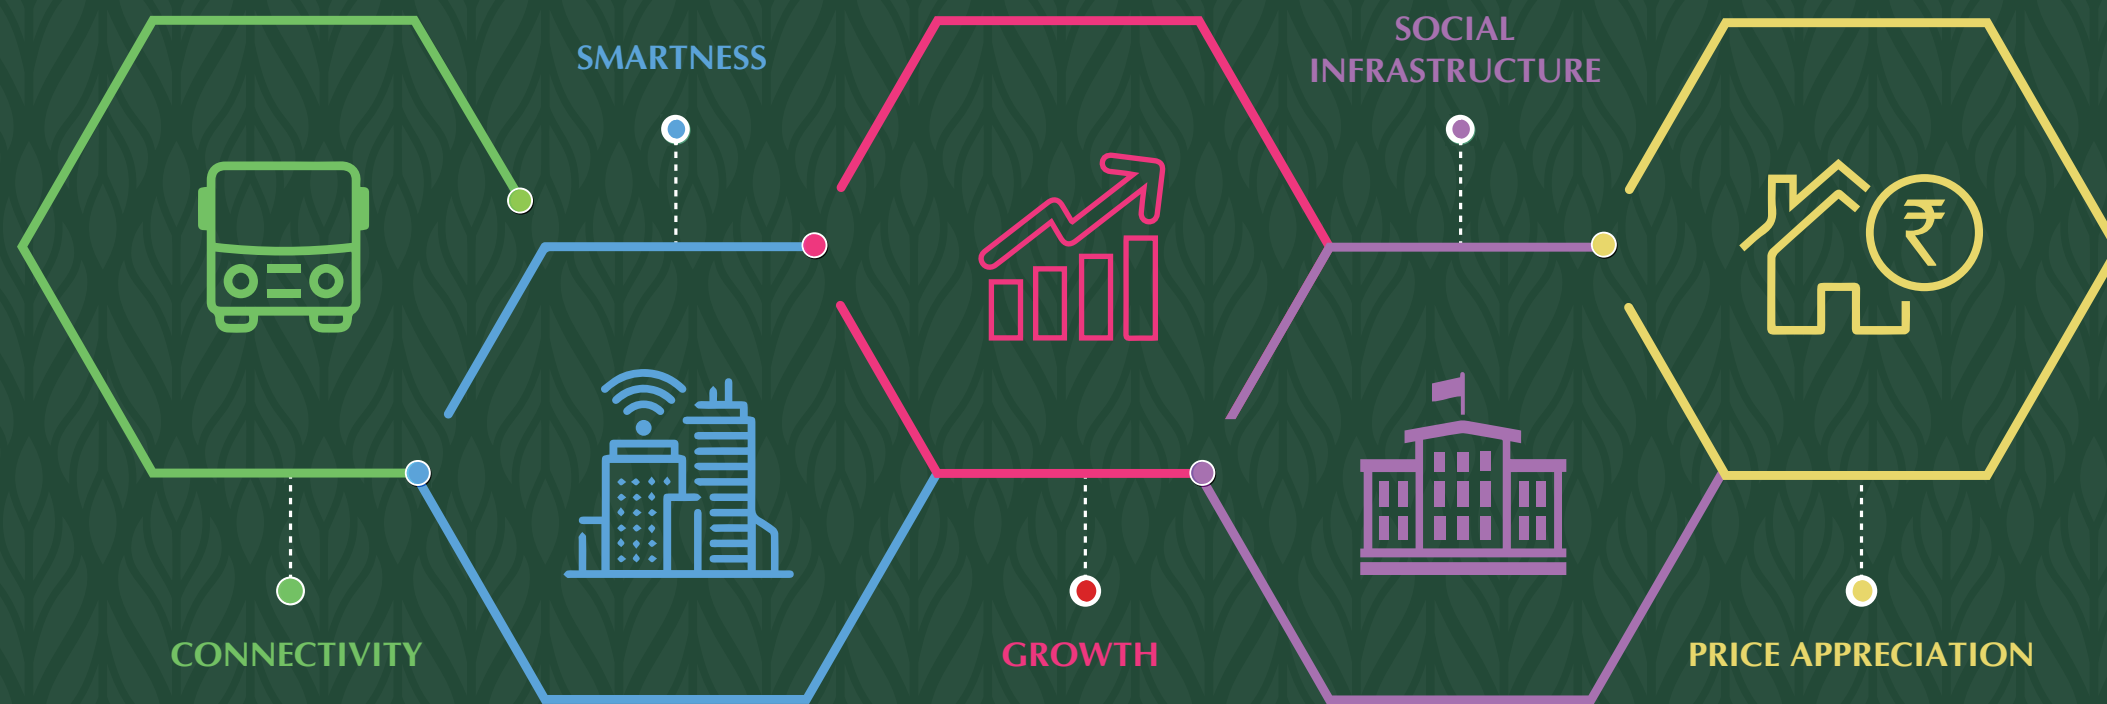 SMARTNESS
SOCIAL
INFRASTRUCTURE
₹
CONNECTIVITY
GROWTH
PRICE APPRECIATION